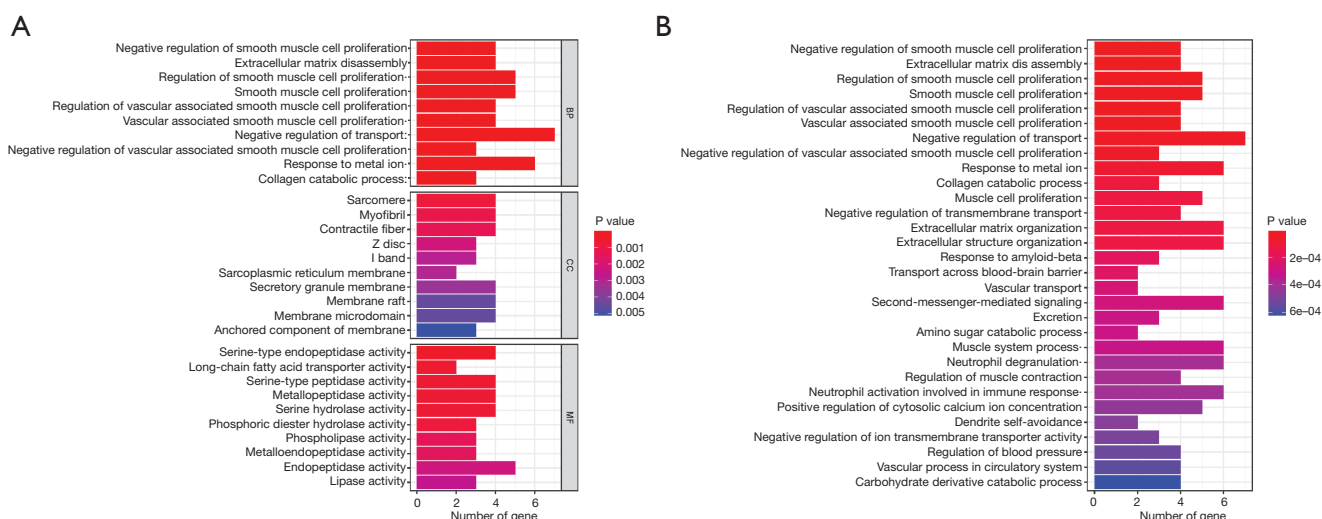 A
Negative regulation of smooth muscle cell proliferation
Extracellular matrix disassembly
Regulation of smooth muscle cell proliferation
Smooth muscle cell proliferation
Regulation of vascular associated smooth muscle cell proliferation
Vascular associated smooth muscle cell proliferation
Negative regulation of transport
Negative regulation of vascular associated smooth muscle cell proliferation
Response to metal ion
Collagen catabolic process
BP
Sarcomere
Myofibril
Contractile fiber
Z disc
I band
Sarcoplasmic reticulum membrane
Secretory granule membrane
Membrane raft
Membrane microdomain
Anchored component of membrane
CC
Serine-type endopeptidase activity
Long-chain fatty acid transporter activity
Serine-type peptidase activity
Metallopeptidase activity
Serine hydrolase activity
Phosphoric diester hydrolase activity
Phospholipase activity
Metalloendopeptidase activity
Endopeptidase activity
Lipase activity
MF
0 2 4 6
Number of gene
P value
0.001
0.002
0.003
0.004
0.005
B
Negative regulation of smooth muscle cell proliferation
Extracellular matrix dis assembly
Regulation of smooth muscle cell proliferation
Smooth muscle cell proliferation
Regulation of vascular associated smooth muscle cell proliferation
Vascular associated smooth muscle cell proliferation
Negative regulation of transport
Negative regulation of vascular associated smooth muscle cell proliferation
Response to metal ion
Collagen catabolic process
Muscle cell proliferation
Negative regulation of transmembrane transport
Extracellular matrix organization
Extracellular structure organization
Response to amyloid-beta
Transport across blood-brain barrier
Vascular transport
Second-messenger-mediated signaling
Excretion
Amino sugar catabolic process
Muscle system process
Neutrophil degranulation
Regulation of muscle contraction
Neutrophil activation involved in immune response
Positive regulation of cytosolic calcium ion concentration
Dendrite self-avoidance
Negative regulation of ion transmembrane transporter activity
Regulation of blood pressure
Vascular process in circulatory system
Carbohydrate derivative catabolic process
0 2 4 6
Number of gene
P value
2e–04
4e–04
6e–04